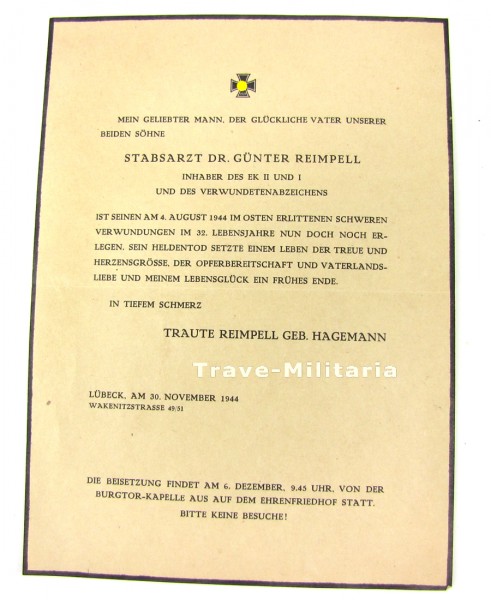 MEIN GELIEBTER MANN, DER GLÜCKLICHE VATER UNSERER
BEIDEN SÖHNE
STABSARZT DR. GÜNTER REIMPELL
INHABER DES EK II UND I
UND DES VERWUNDETENABZEICHENS
IST SEINEN AM 4. AUGUST 1944 IM OSTEN ERLITTENEN SCHWEREN
VERWUNDUNGEN IM 32. LEBENSJAHRE NUN DOCH NOCH ER-
LEGEN. SEIN HELDENTOD SETZTE EINEM LEBEN DER TREUE UND
HERZENSGRÖSSE, DER OPFERBEREITSCHAFT UND VATERLANDS-
LIEBE UND MEINEM LEBENSGLÜCK EIN FRÜHES ENDE.
IN TIEFEM SCHMERZ
TRAUTE REIMPELL GEB. HAGEMANN
Trave-Militaria
LÜBECK, AM 30. NOVEMBER 1944
WAKENITZSTRASSE 49/51
DIE BEISETZUNG FINDET AM 6. DEZEMBER, 9.45 UHR, VON DER
BURGTOR-KAPELLE AUS AUF DEM EHRENFRIEDHOF STATT.
BITTE KEINE BESUCHE!